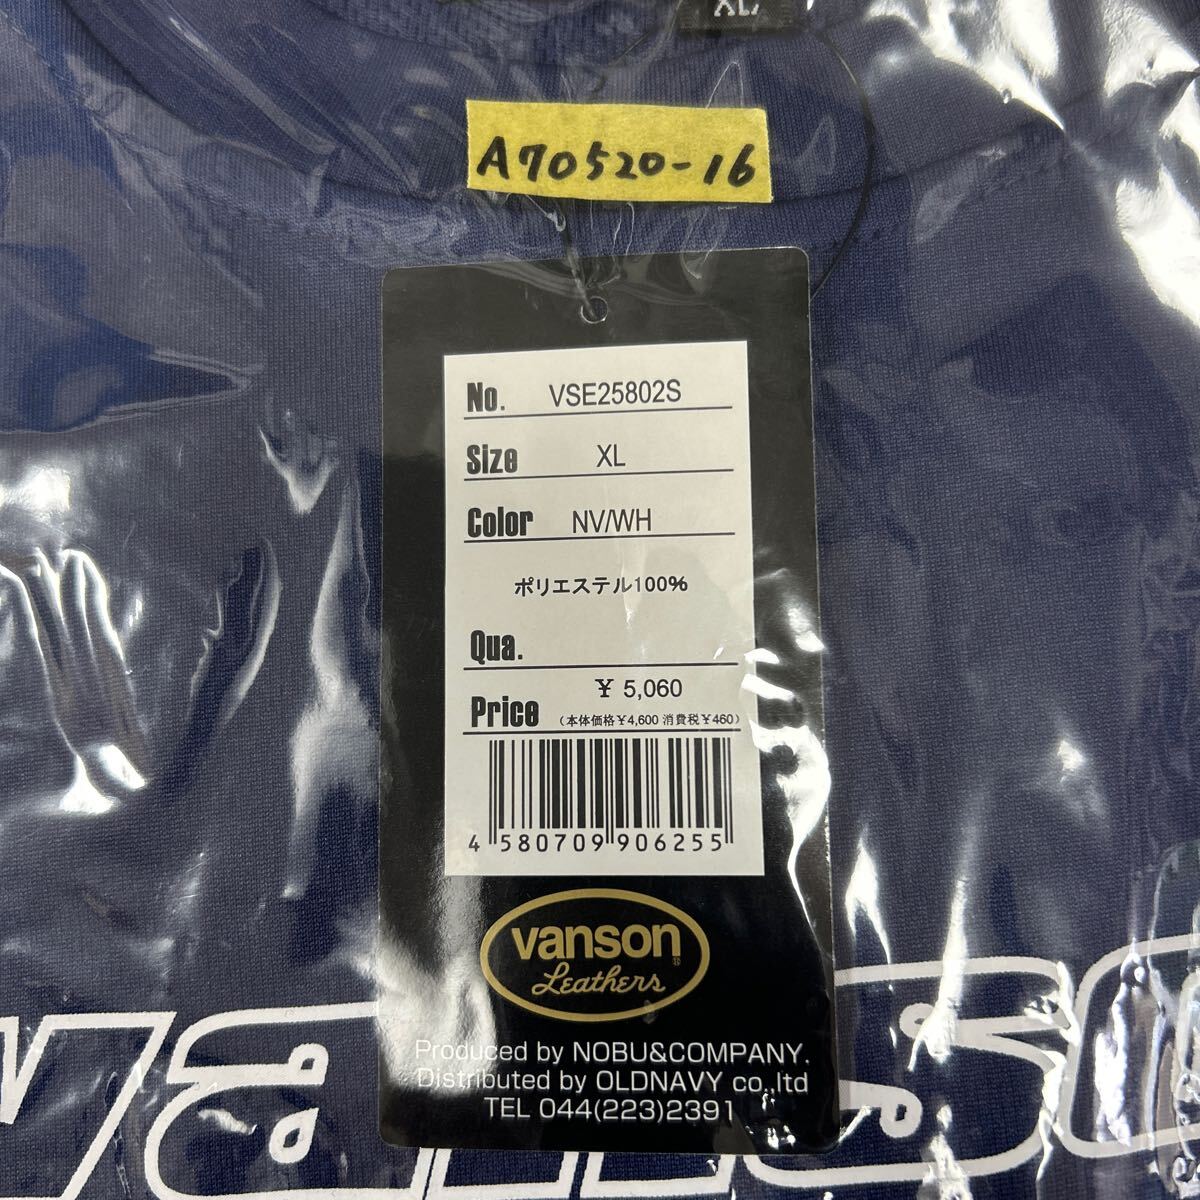 XL
A70520-16
No. VSE25802S
Size XL
Color NV/WH
ポリエステル100%
Qua.
¥ 5,060
Price (本体価格¥4,600 消費税¥460)
4 580709 906255
vanson®
Leathers
Produced by NOBU&COMPANY.
Distributed by OLDNAVY co.,ltd
TEL 044(223)2391